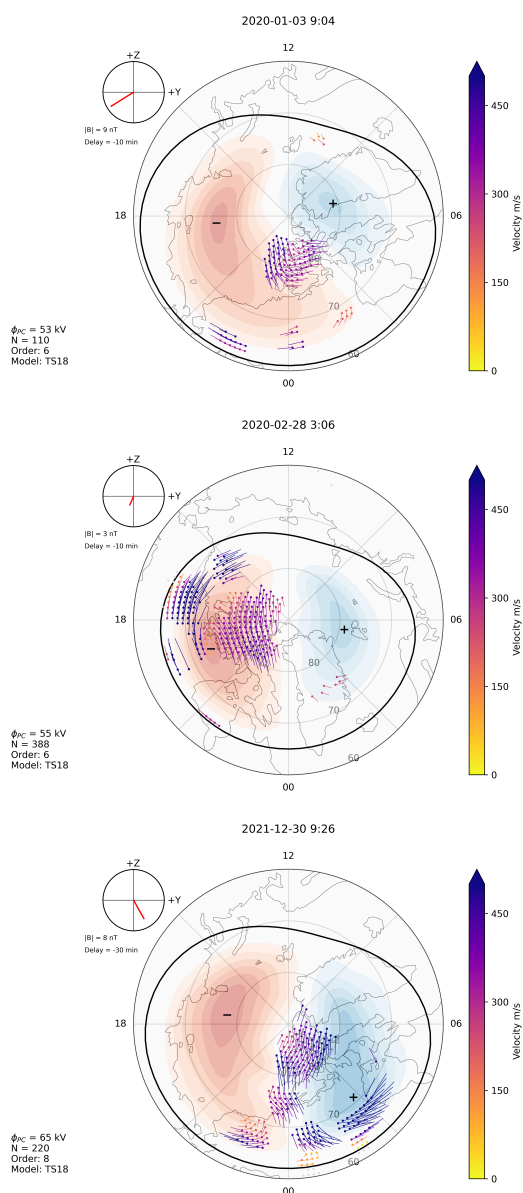 2020-01-03 9:04
12
+Z
+Y
|B| = 9 nT
Delay = -10 min
18
06
70
60
00
ϕPC = 53 kV
N = 110
Order: 6
Model: TS18
450
300
150
0
Velocity m/s
2020-02-28 3:06
12
+Z
+Y
|B| = 3 nT
Delay = -10 min
18
06
80
70
60
00
ϕPC = 55 kV
N = 388
Order: 6
Model: TS18
450
300
150
0
Velocity m/s
2021-12-30 9:26
12
+Z
+Y
|B| = 8 nT
Delay = -30 min
18
06
70
60
00
ϕPC = 65 kV
N = 220
Order: 8
Model: TS18
450
300
150
0
Velocity m/s